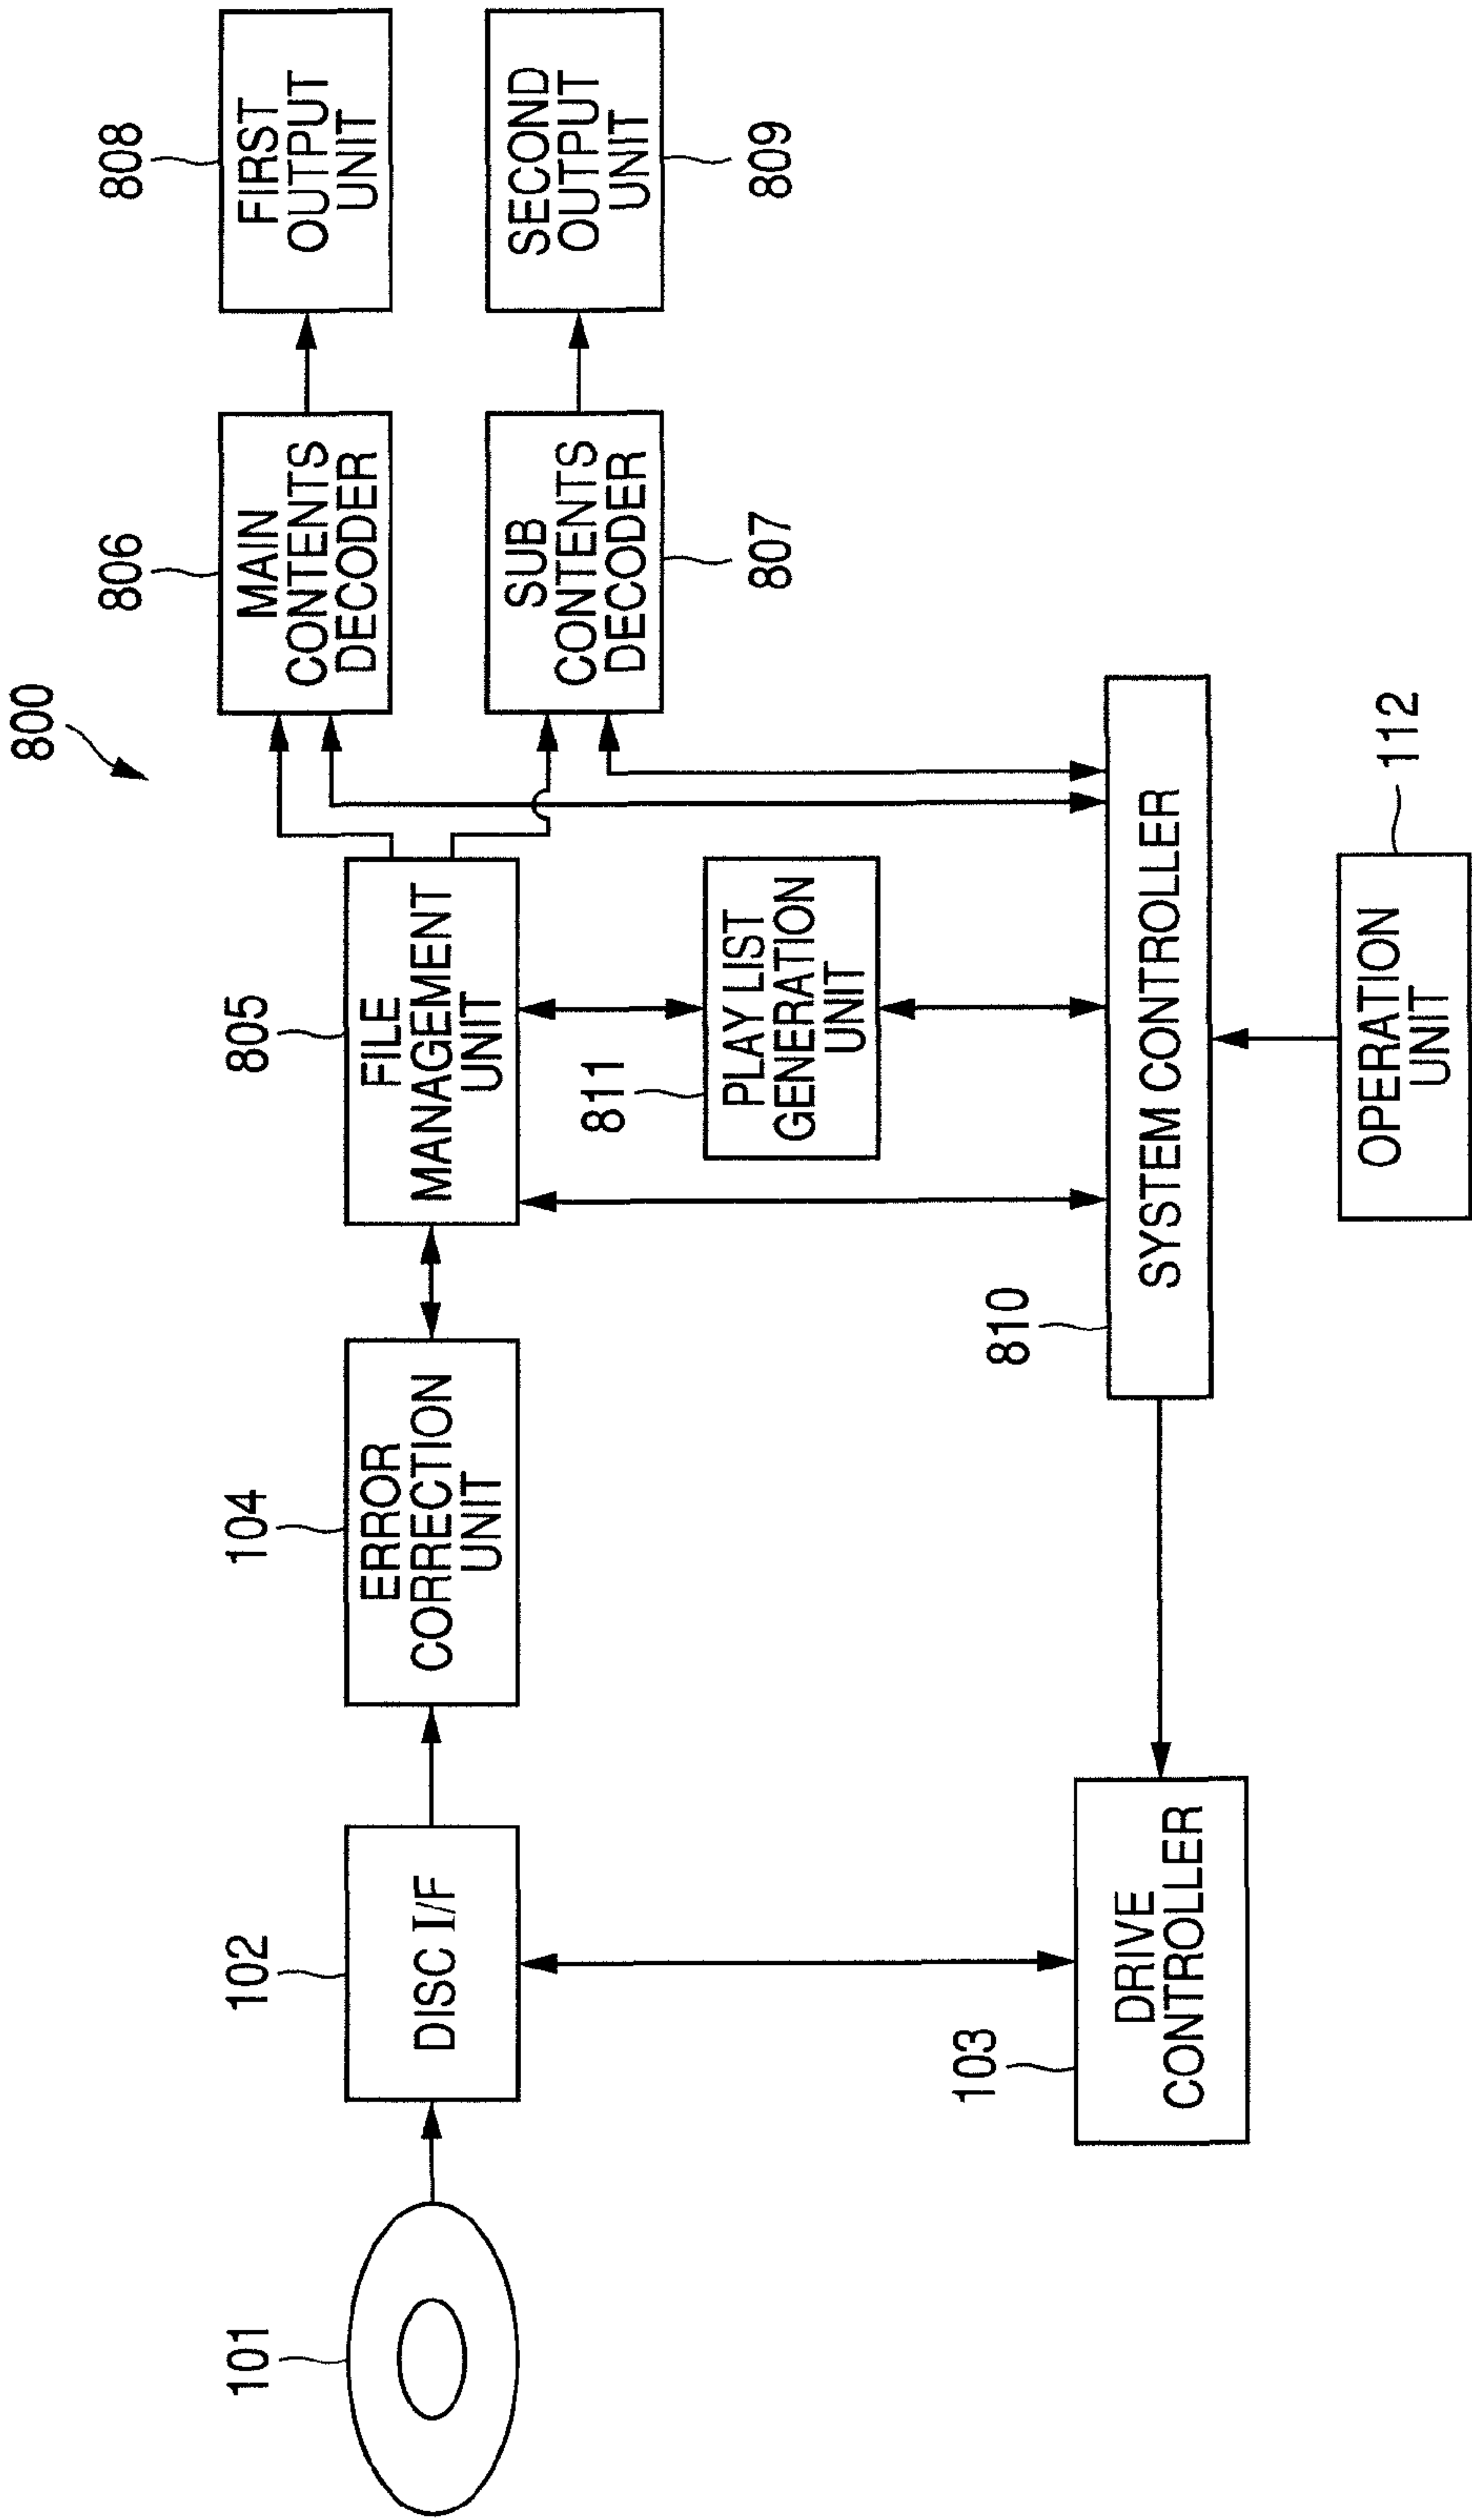 800
101
102
DISC I/F
104
ERROR
CORRECTION
UNIT
805
FILE
MANAGEMENT
UNIT
806
MAIN
CONTENTS
DECODER
808
FIRST
OUTPUT
UNIT
SUB
CONTENTS
DECODER
807
SECOND
OUTPUT
UNIT
809
811
PLAY LIST
GENERATION
UNIT
103
DRIVE
CONTROLLER
810
SYSTEM CONTROLLER
OPERATION
UNIT
112